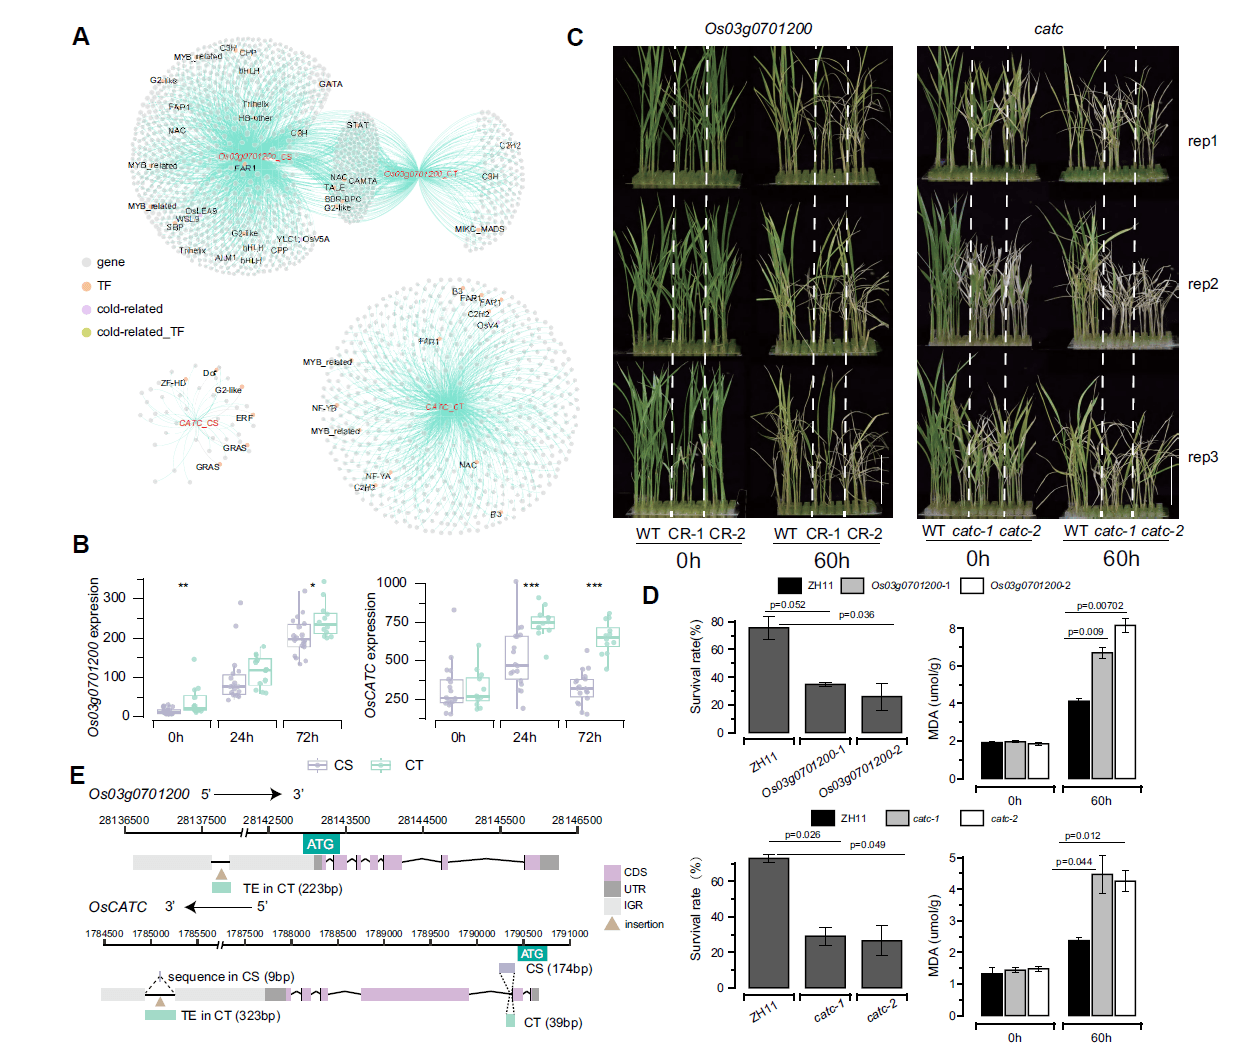 A
C3H
CPP
MYB_related
bHLH
G2-like
GATA
FAR1
Trihelix
HB-other
NAC
C3H
STAT
C2H2
Os03g0701200_CS
MYB_related
FAR1
Os03g0701200_CT
NAC
CAMTA
C3H
TALE
BBR-BPC
G2-like
MYB_related
OsLEA9
WSL9
SBP
MIKC_MADS
G2-like
YLC1; OsV5A
Trihelix
bHLH
CPP
ALM1
bHLH
gene
TF
cold-related
cold-related_TF
B3
FAR1
FAR1
C2H2
OsV4
FAR1
MYB_related
Dof
ZF-HD
G2-like
NF-YB
CATC_CT
ERF
CATC_CS
MYB_related
GRAS
GRAS
NAC
NF-YA
C2H2
B3
B
Os03g0701200 expresion
300
200
100
0
**
*
0h
24h
72h
OsCATC expression
1000
750
500
250
***
***
0h
24h
72h
CS
CT
C
Os03g0701200
catc
rep1
rep2
rep3
WT CR-1 CR-2
WT CR-1 CR-2
WT catc-1 catc-2
WT catc-1 catc-2
0h
60h
0h
60h
D
ZH11
Os03g0701200-1
Os03g0701200-2
p=0.052
p=0.036
Survival rate(%)
80
60
40
20
0
ZH11
Os03g0701200-1
Os03g0701200-2
p=0.00702
p=0.009
MDA (umol/g)
8
6
4
2
0
0h
60h
ZH11
catc-1
catc-2
p=0.026
p=0.049
Survival rate (%)
60
40
20
0
ZH11
catc-1
catc-2
p=0.012
p=0.044
MDA (umol/g)
5
4
3
2
1
0
0h
60h
E
Os03g0701200 5’ 3’
28136500 28137500 28142500 28143500 28144500 28145500 28146500
ATG
TE in CT (223bp)
CDS
UTR
IGR
insertion
OsCATC 3’ 5’
1784500 1785000 1785500 1787500 1788000 1788500 1789000 1789500 1790000 1790500 1791000
ATG
CS (174bp)
sequence in CS (9bp)
TE in CT (323bp)
CT (39bp)